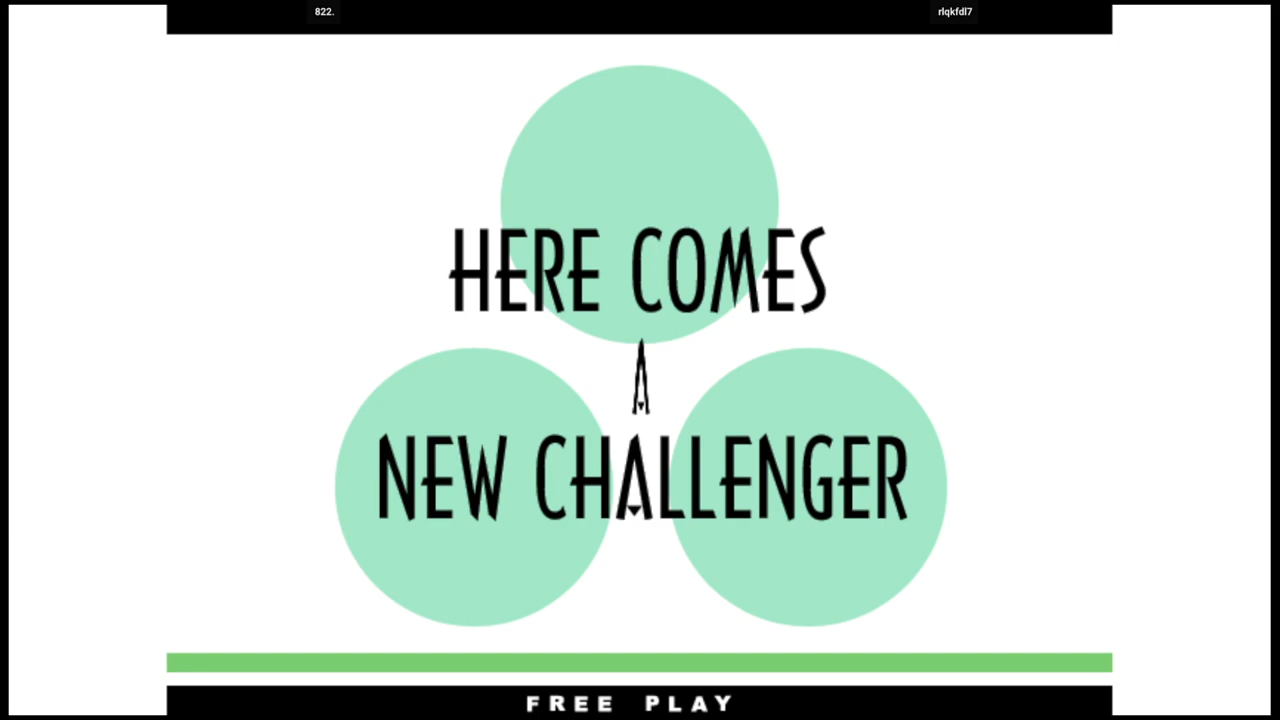 822.
rlqkfdl7
HERE COMES
A
NEW CHALLENGER
FREE PLAY